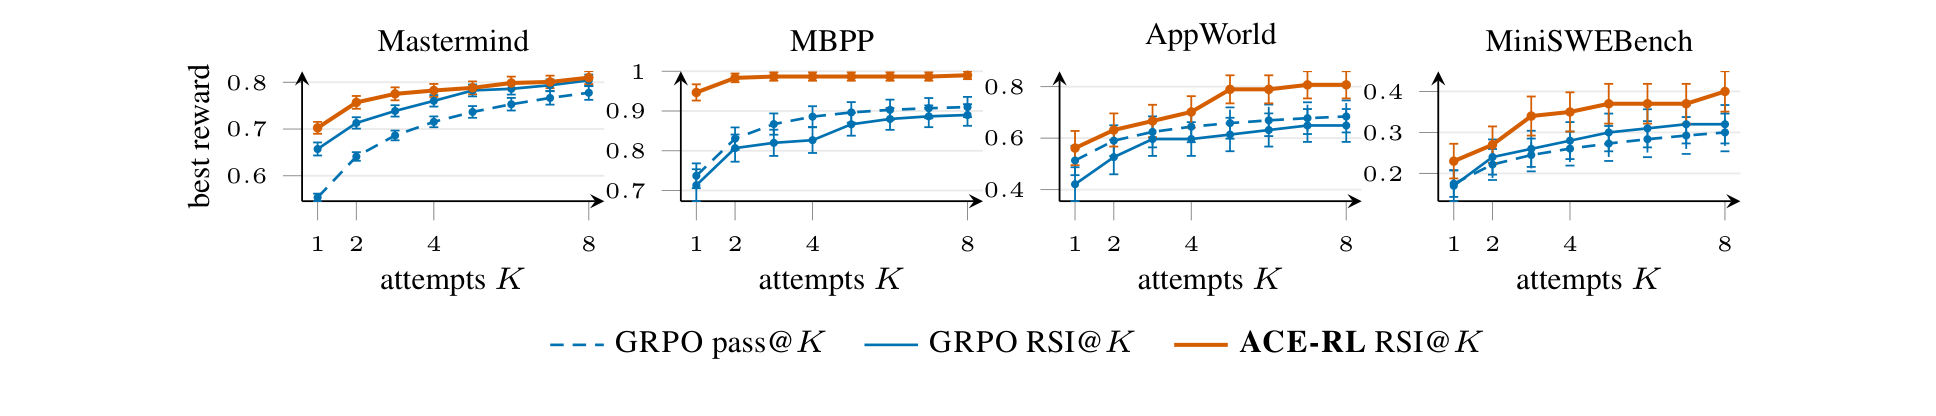 Mastermind
MBPP
AppWorld
MiniSWEBench
best reward
0.8
0.7
0.6
1 2 4 8
attempts K
1
0.9
0.8
0.7
1 2 4 8
attempts K
0.8
0.6
0.4
1 2 4 8
attempts K
0.4
0.3
0.2
1 2 4 8
attempts K
GRPO pass@K GRPO RSI@K ACE-RL RSI@K